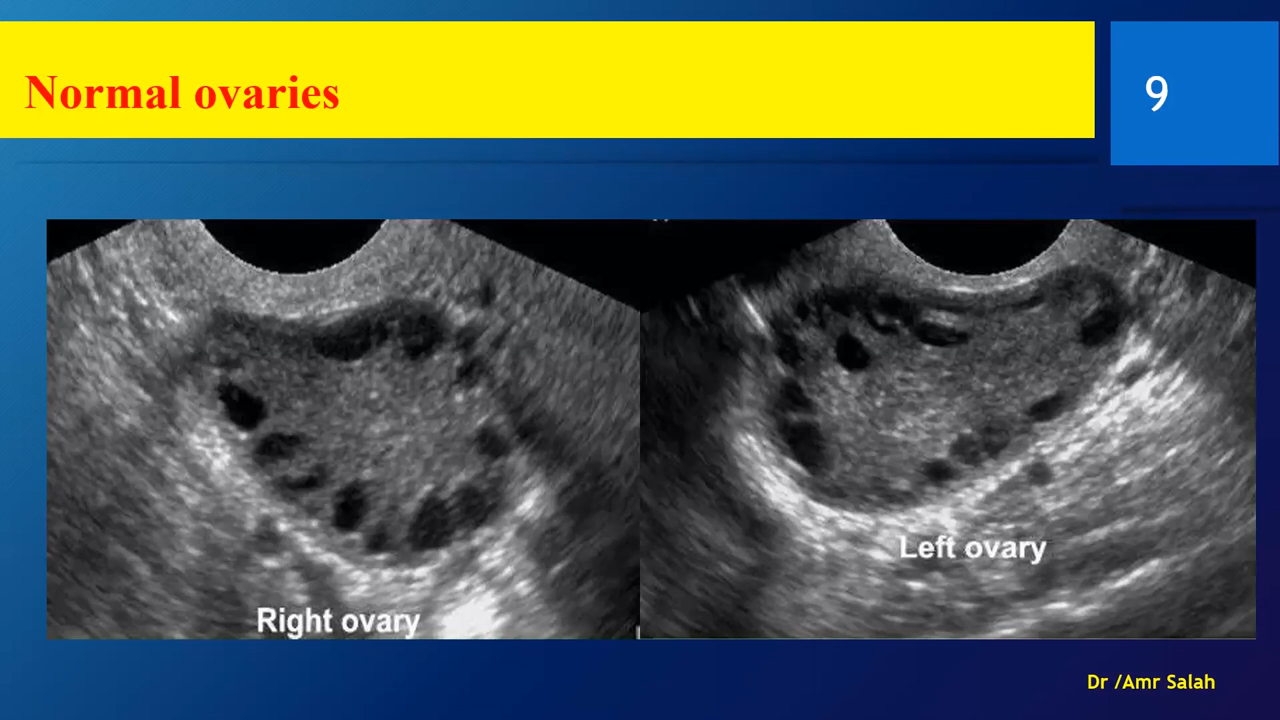 Normal ovaries
9
Right ovary
Left ovary
Dr /Amr Salah